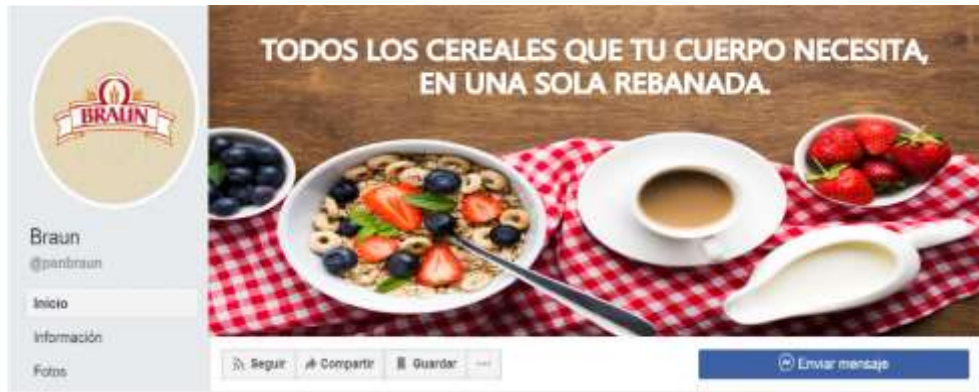 TODOS LOS CEREALES QUE TU CUERPO NECESITA,
EN UNA SOLA REBANADA.
BRAUN
Braun
@panbraun
Inicio
Información
Fotos
Seguir Compartir Guardar ...
Enviar mensaje